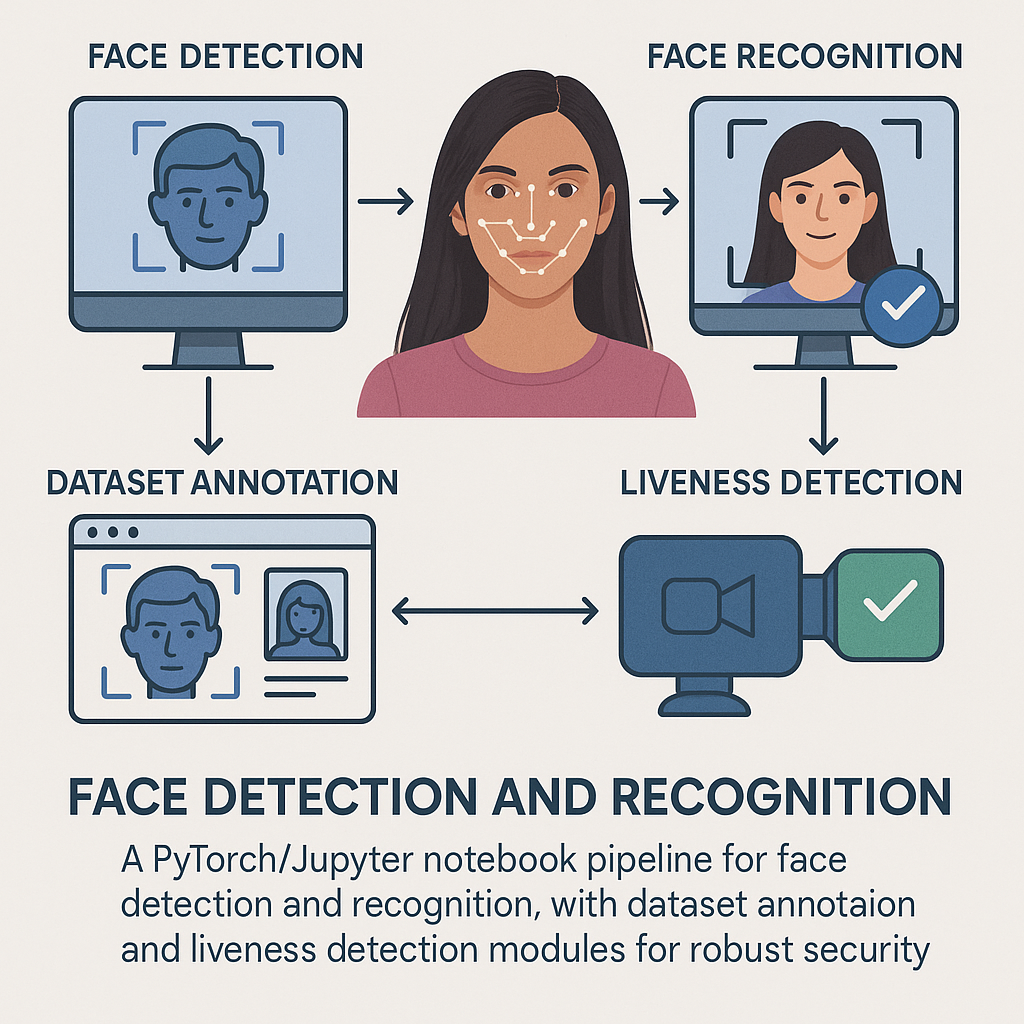 FACE DETECTION
FACE RECOGNITION
DATASET ANNOTATION
LIVENESS DETECTION
FACE DETECTION AND RECOGNITION
A PyTorch/Jupyter notebook pipeline for face
detection and recognition, with dataset annotaion
and liveness detection modules for robust security